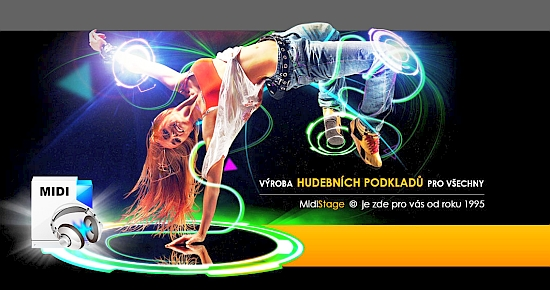 MIDI
VÝROBA HUDEBNÍCH PODKLADŮ PRO VŠECHNY
MidiStage @ je zde pro vás od roku 1995